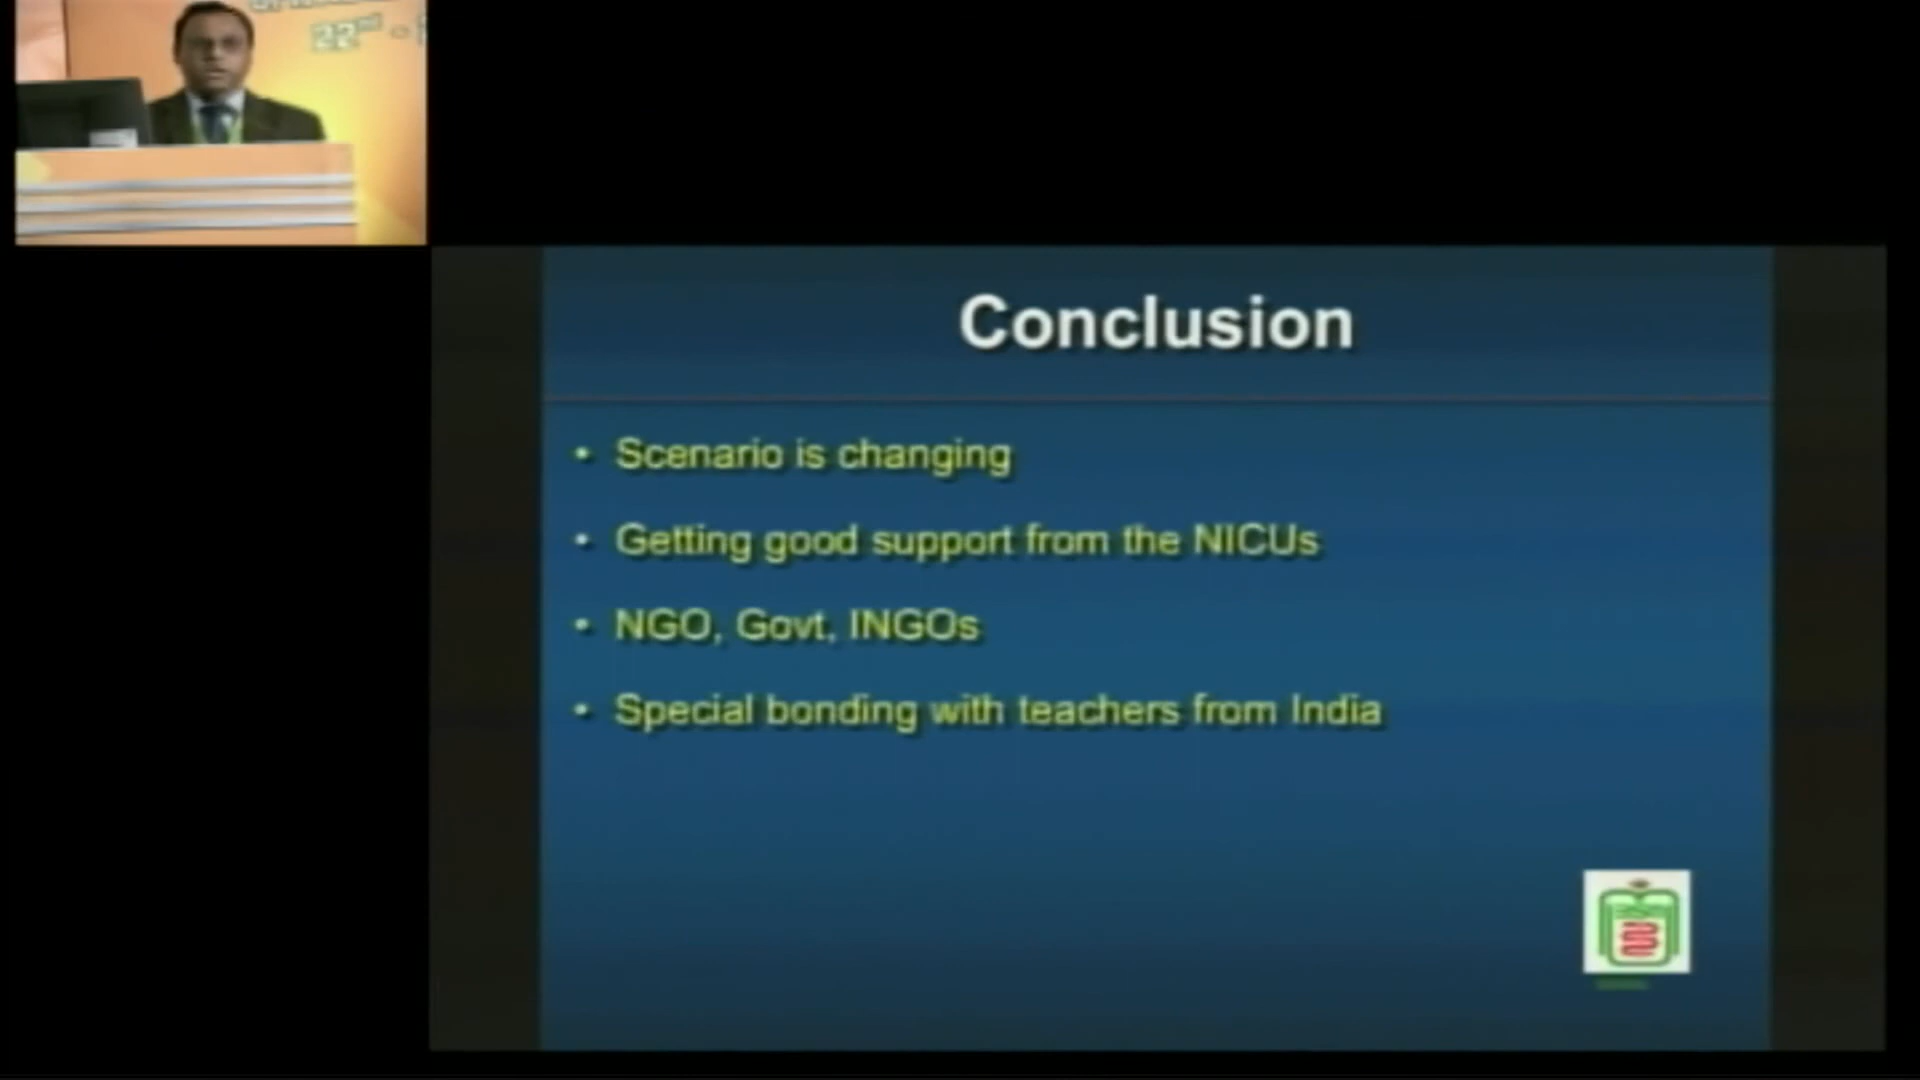 22nd -
Conclusion
• Scenario is changing
• Getting good support from the NICUs
• NGO, Govt, INGOs
• Special bonding with teachers from India